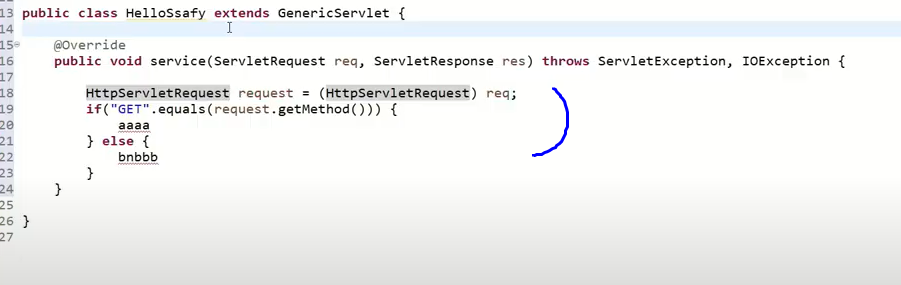 13 public class HelloSsafy extends GenericServlet {
14
15 @Override
16 public void service(ServletRequest req, ServletResponse res) throws ServletException, IOException {
17
18 HttpServletRequest request = (HttpServletRequest) req;
19 if("GET".equals(request.getMethod())) {
20 aaaa
21 } else {
22 bnbbb
23 }
24 }
25
26 }
27